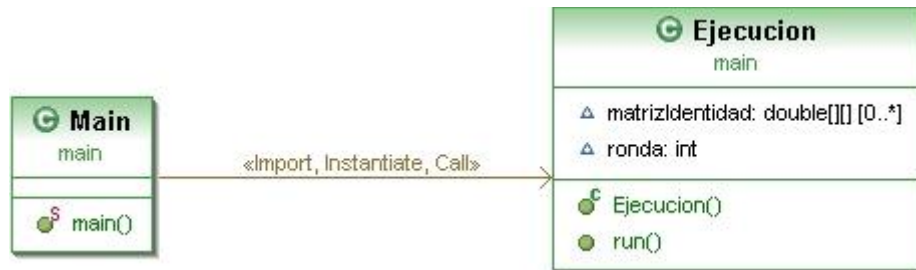 Main
main
main()
«Import, Instantiate, Call»
Ejecucion
main
matrizIdentidad: double[][] [0..*]
ronda: int
Ejecucion()
run()